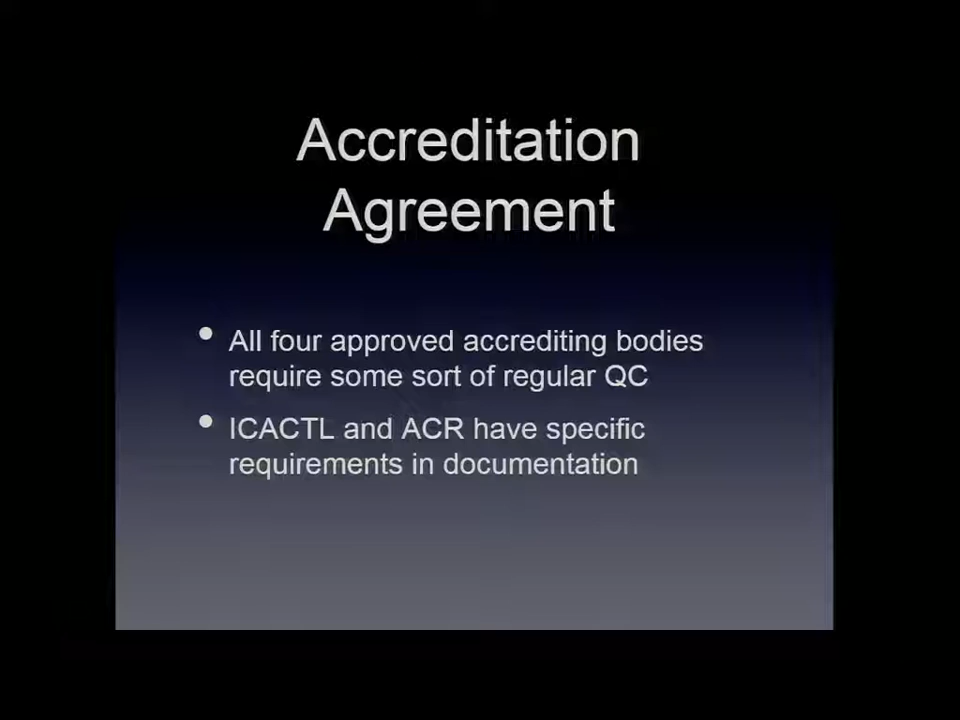 Accreditation
Agreement
• All four approved accrediting bodies
require some sort of regular QC
• ICACTL and ACR have specific
requirements in documentation